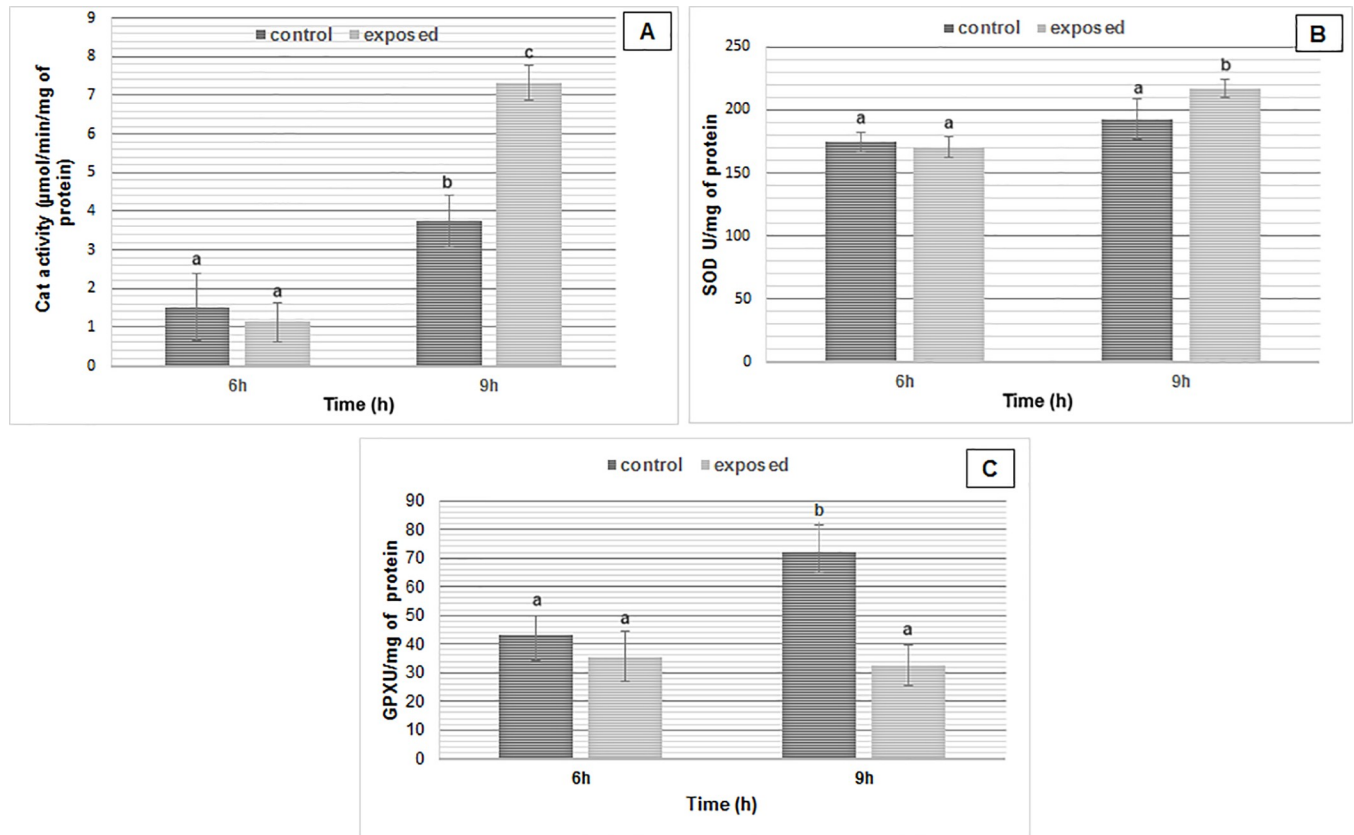 A
control exposed
Cat activity (µmol/min/mg of
protein)
9
8
7
6
5
4
3
2
1
0
a
a
b
c
6h 9h
Time (h)
B
control exposed
SOD U/mg of protein
250
200
150
100
50
0
a
a
a
b
6h 9h
Time (h)
C
control exposed
GPXU/mg of protein
90
80
70
60
50
40
30
20
10
0
a
a
b
a
6h 9h
Time (h)